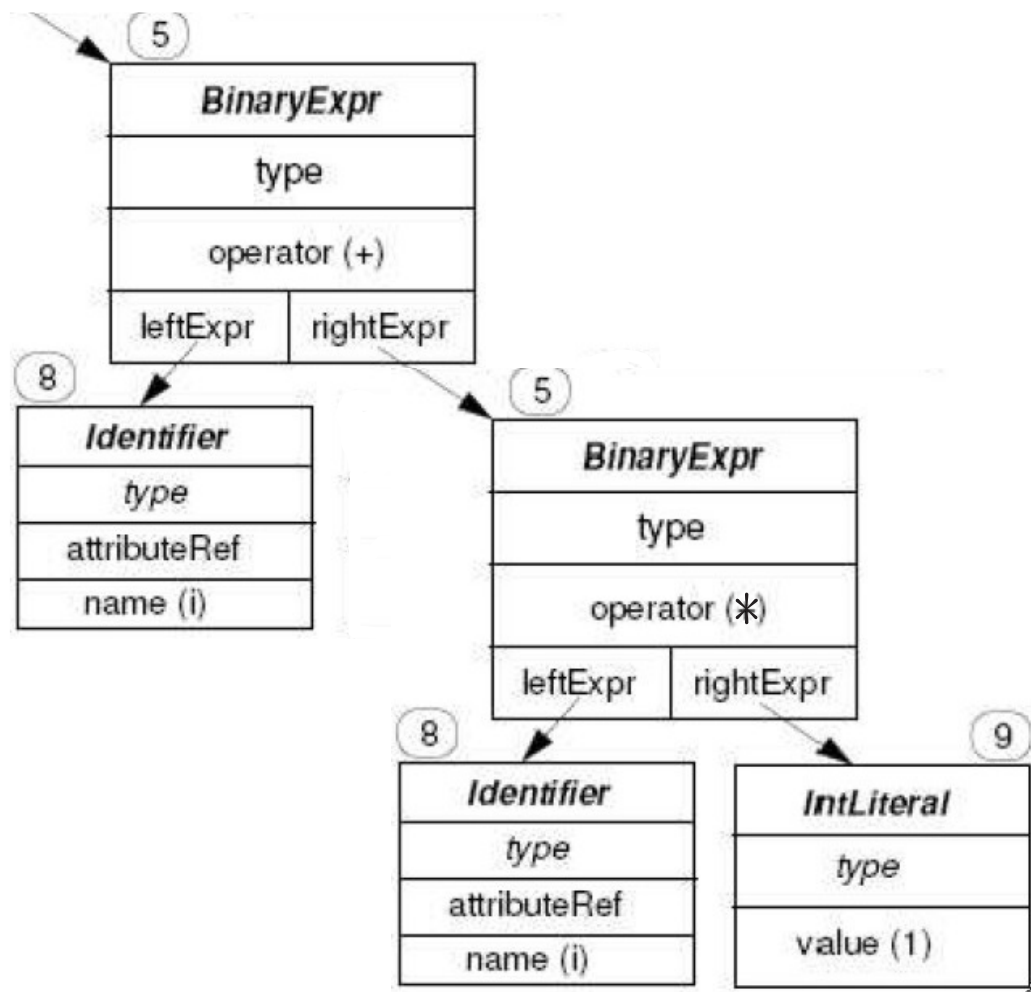 5
BinaryExpr
type
operator (+)
leftExpr rightExpr
8
Identifier
type
attributeRef
name (i)
5
BinaryExpr
type
operator (*)
leftExpr rightExpr
8
Identifier
type
attributeRef
name (i)
9
IntLiteral
type
value (1)